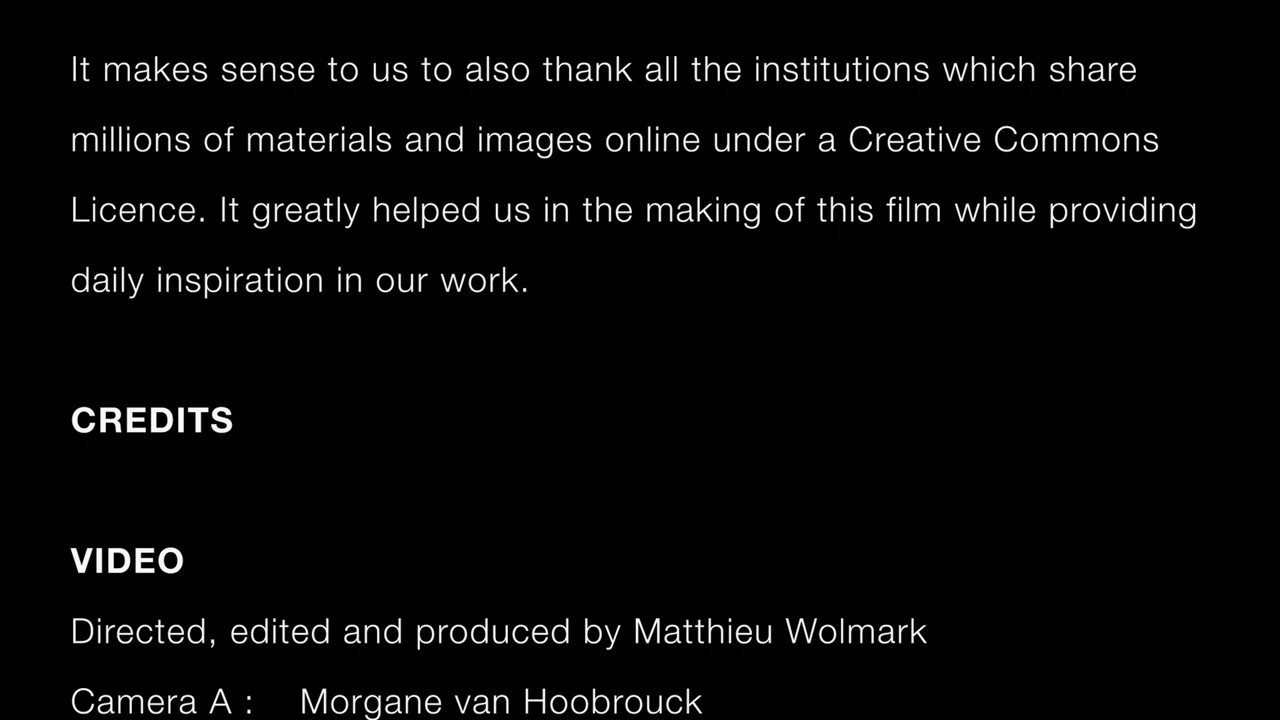 It makes sense to us to also thank all the institutions which share
millions of materials and images online under a Creative Commons
Licence. It greatly helped us in the making of this film while providing
daily inspiration in our work.
CREDITS
VIDEO
Directed, edited and produced by Matthieu Wolmark
Camera A : Morgane van Hoobrouck